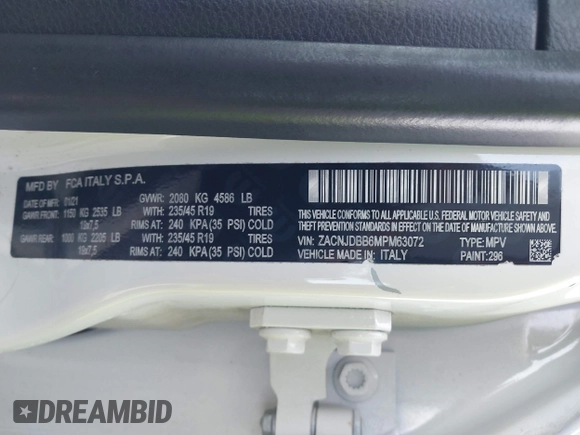 MFD BY FCA ITALY S.P.A.
DATE OF MFR: 01/21 GVWR: 2080 KG 4586 LB
GAWR FRONT: 1150 KG 2535 LB WITH: 235/45 R19 TIRES
19x7,5 RIMS AT: 240 KPA (35 PSI) COLD
GAWR REAR: 1000 KG 2205 LB WITH: 235/45 R19 TIRES
19x7,5 RIMS AT: 240 KPA (35 PSI) COLD
THIS VEHICLE CONFORMS TO ALL APPLICABLE U.S.A. FEDERAL MOTOR VEHICLE
SAFETY, BUMPER, AND THEFT PREVENTION STANDARDS IN
EFFECT ON THE DATE OF MANUFACTURE SHOWN ABOVE.
VIN: ZACNJDBB6MPM63072 TYPE: MPV
VEHICLE MADE IN: ITALY PAINT: 296
DREAMBID